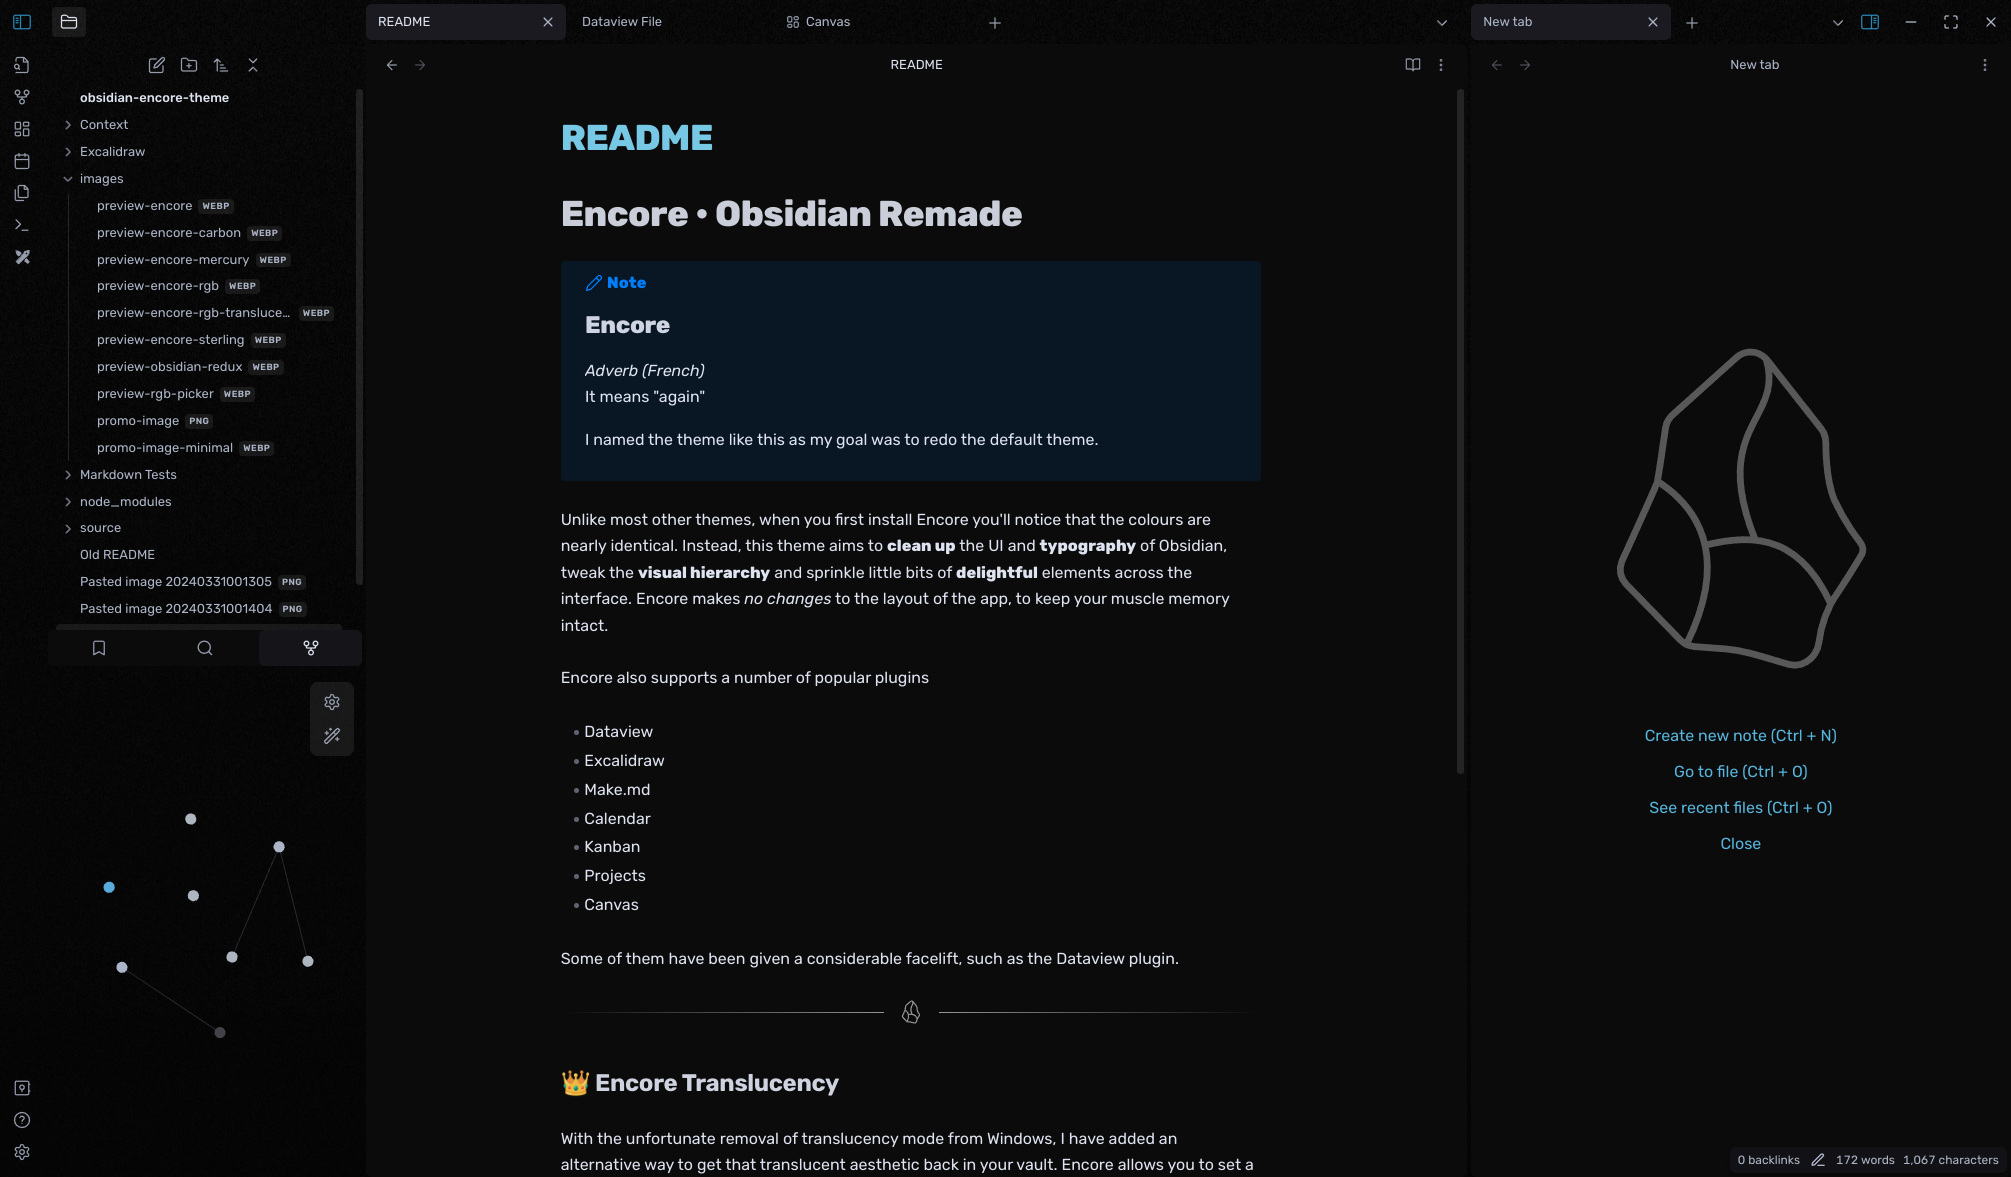 README
Dataview File
Canvas
New tab
README
New tab
obsidian-encore-theme
Context
Excalidraw
images
preview-encore WEBP
preview-encore-carbon WEBP
preview-encore-mercury WEBP
preview-encore-rgb WEBP
preview-encore-rgb-transluce... WEBP
preview-encore-sterling WEBP
preview-obsidian-redux WEBP
preview-rgb-picker WEBP
promo-image PNG
promo-image-minimal WEBP
Markdown Tests
node_modules
source
Old README
Pasted image 20240331001305 PNG
Pasted image 20240331001404 PNG
README
Encore • Obsidian Remade
Note
Encore
Adverb (French)
It means "again"
I named the theme like this as my goal was to redo the default theme.
Unlike most other themes, when you first install Encore you'll notice that the colours are
nearly identical. Instead, this theme aims to clean up the UI and typography of Obsidian,
tweak the visual hierarchy and sprinkle little bits of delightful elements across the
interface. Encore makes no changes to the layout of the app, to keep your muscle memory
intact.
Encore also supports a number of popular plugins
• Dataview
• Excalidraw
• Make.md
• Calendar
• Kanban
• Projects
• Canvas
Some of them have been given a considerable facelift, such as the Dataview plugin.
👑 Encore Translucency
With the unfortunate removal of translucency mode from Windows, I have added an
alternative way to get that translucent aesthetic back in your vault. Encore allows you to set a
Create new note (Ctrl + N)
Go to file (Ctrl + O)
See recent files (Ctrl + O)
Close
0 backlinks 172 words 1,067 characters